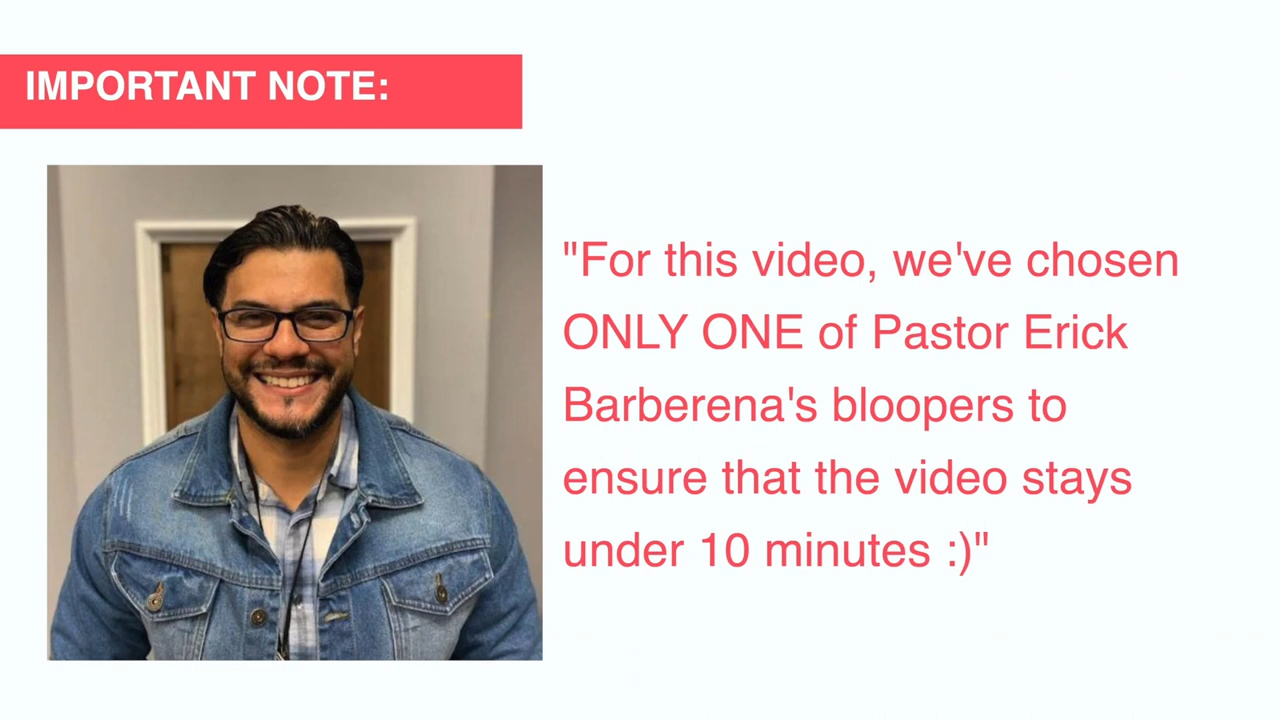 IMPORTANT NOTE:
"For this video, we've chosen
ONLY ONE of Pastor Erick
Barberena's bloopers to
ensure that the video stays
under 10 minutes :)"